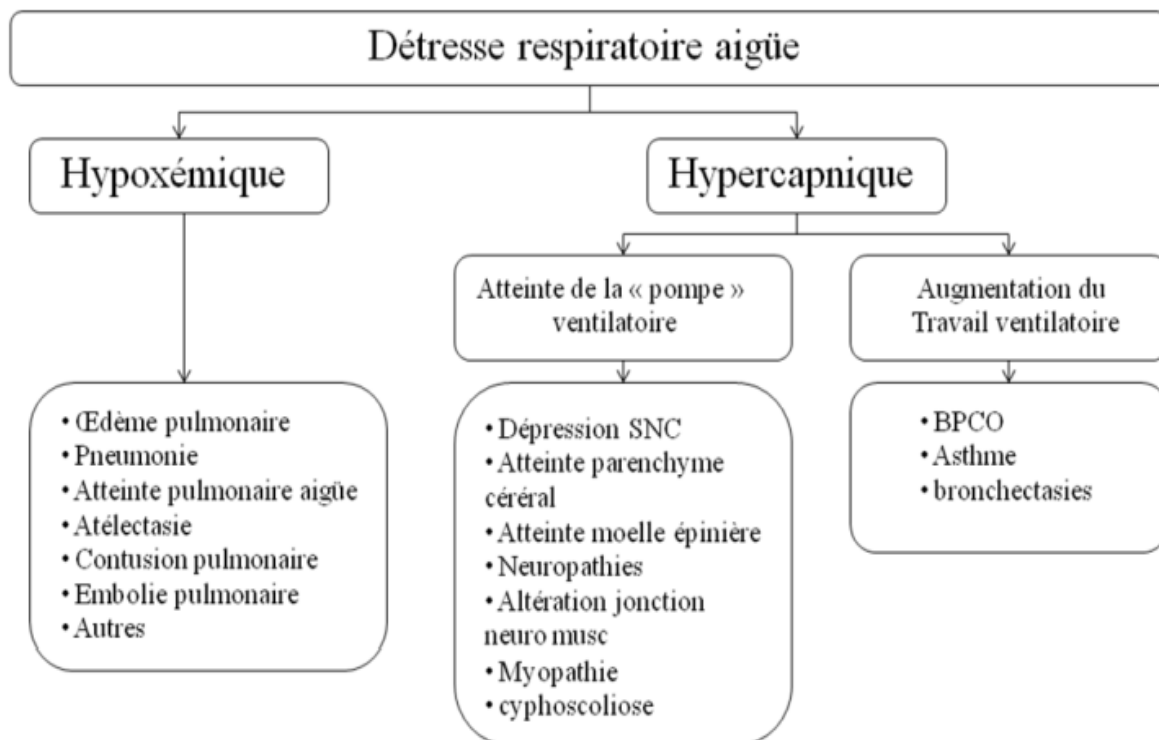 Détresse respiratoire aigüe
Hypoxémique
Hypercapnique
Atteinte de la « pompe »
ventilatoire
Augmentation du
Travail ventilatoire
• Œdème pulmonaire
• Pneumonie
• Atteinte pulmonaire aigüe
• Atélectasie
• Contusion pulmonaire
• Embolie pulmonaire
• Autres
• Dépression SNC
• Atteinte parenchyme
céréral
• Atteinte moelle épinière
• Neuropathies
• Altération jonction
neuro musc
• Myopathie
• cyphoscoliose
• BPCO
• Asthme
• bronchectasies